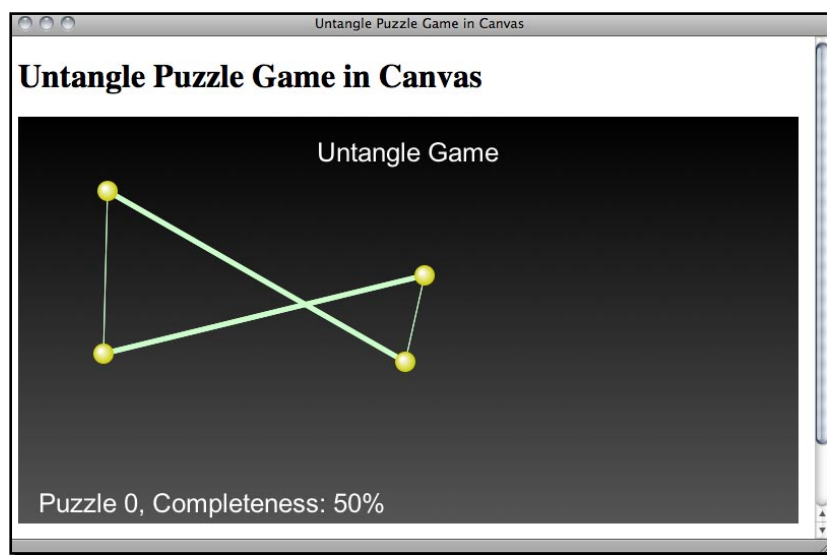 Untangle Puzzle Game in Canvas
Untangle Puzzle Game in Canvas
Untangle Game
Puzzle 0, Completeness: 50%